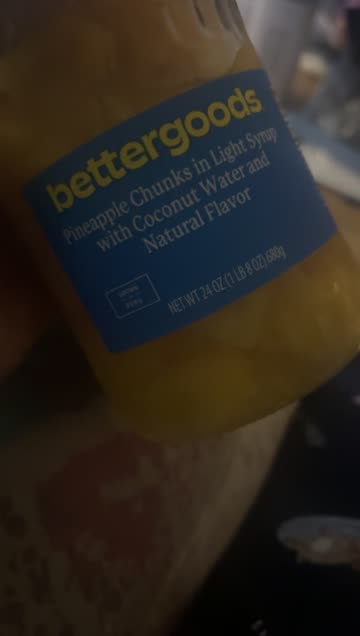 bettergoods
Pineapple Chunks in Light Syrup
with Coconut Water and
Natural Flavor
NET WT 24 OZ (1 LB 8 OZ) 680g